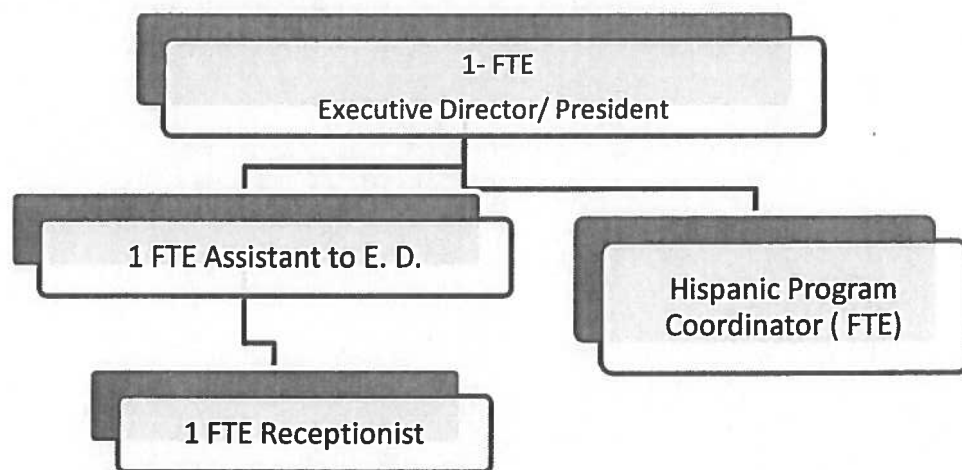 1- FTE
Executive Director/ President
1 FTE Assistant to E. D.
Hispanic Program
Coordinator ( FTE)
1 FTE Receptionist